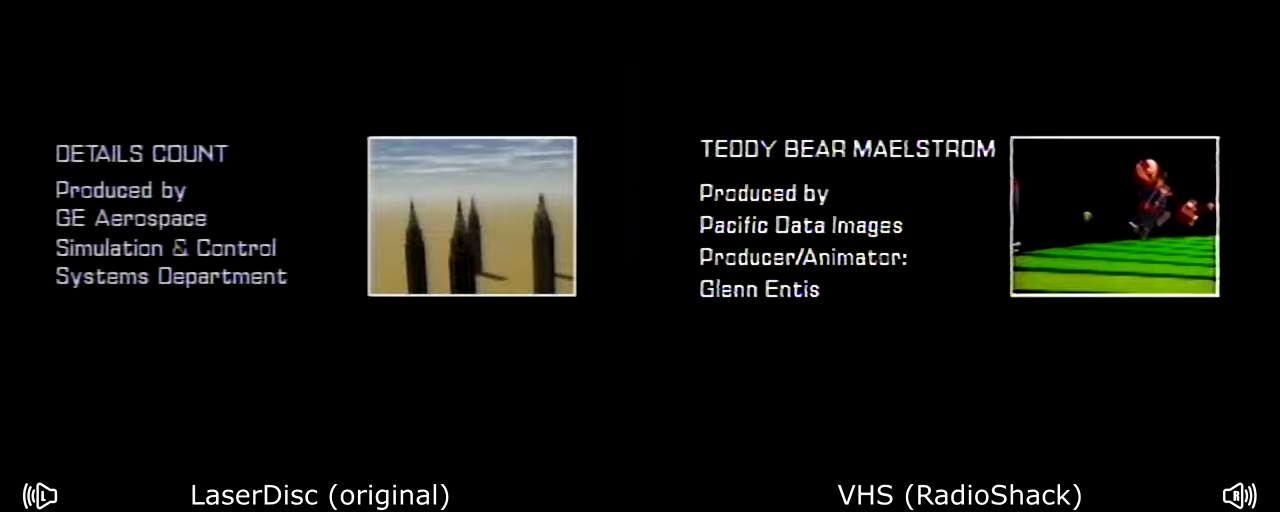 DETAILS COUNT
Produced by
GE Aerospace
Simulation & Control
Systems Department
TEDDY BEAR MAELSTROM
Produced by
Pacific Data Images
Producer/Animator:
Glenn Entis
L
LaserDisc (original)
VHS (RadioShack)
R